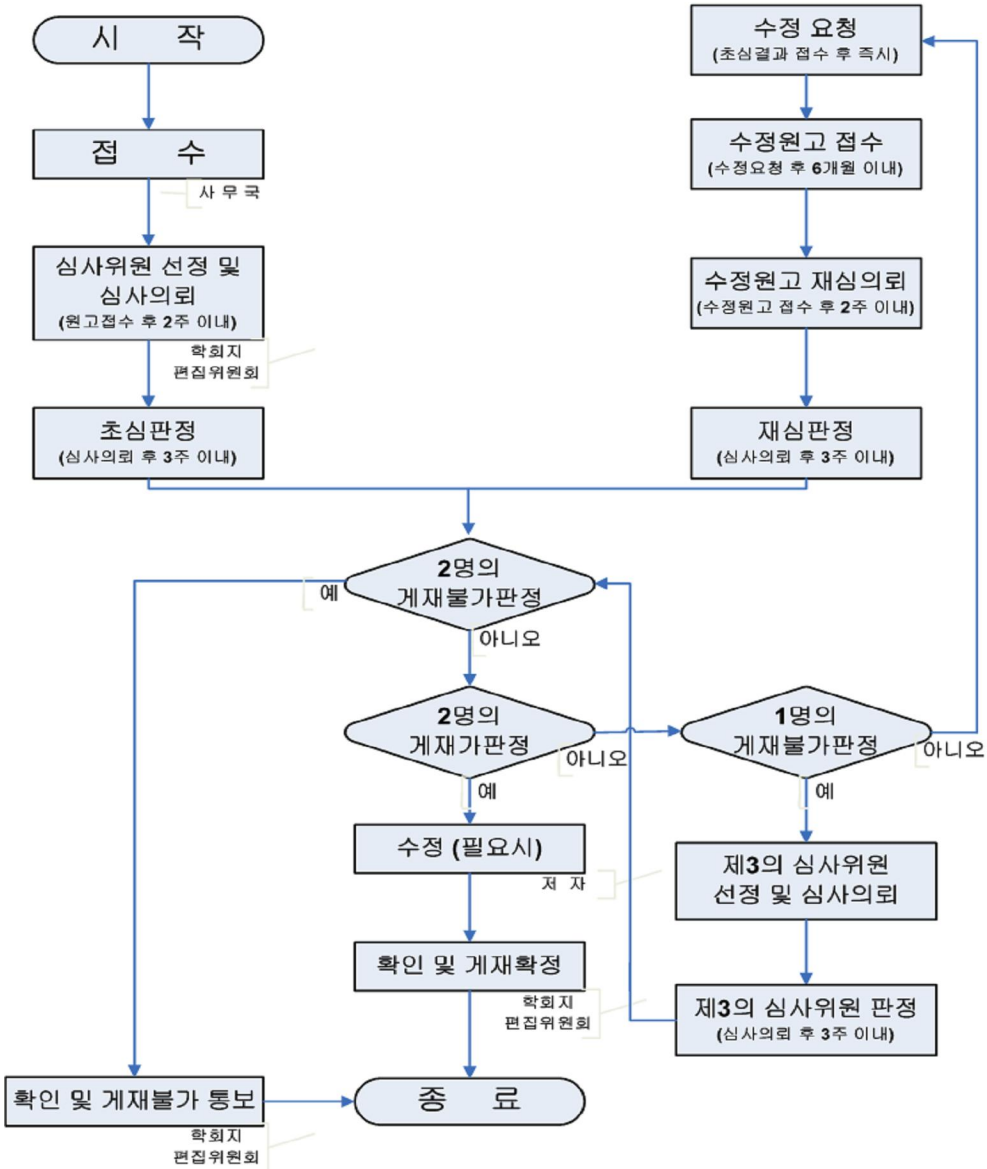 시 작
접 수
사 무 국
심사위원 선정 및
심사의뢰
(원고접수 후 2주 이내)
학회지
편집위원회
초심판정
(심사의뢰 후 3주 이내)
수정 요청
(초심결과 접수 후 즉시)
수정원고 접수
(수정요청 후 6개월 이내)
수정원고 재심의뢰
(수정원고 접수 후 2주 이내)
재심판정
(심사의뢰 후 3주 이내)
2명의
게재불가판정
예
아니오
2명의
게재가판정
아니오
예
1명의
게재불가판정
아니오
예
수정 (필요시)
저 자
제3의 심사위원
선정 및 심사의뢰
확인 및 게재확정
학회지
편집위원회
제3의 심사위원 판정
(심사의뢰 후 3주 이내)
확인 및 게재불가 통보
학회지
편집위원회
종 료